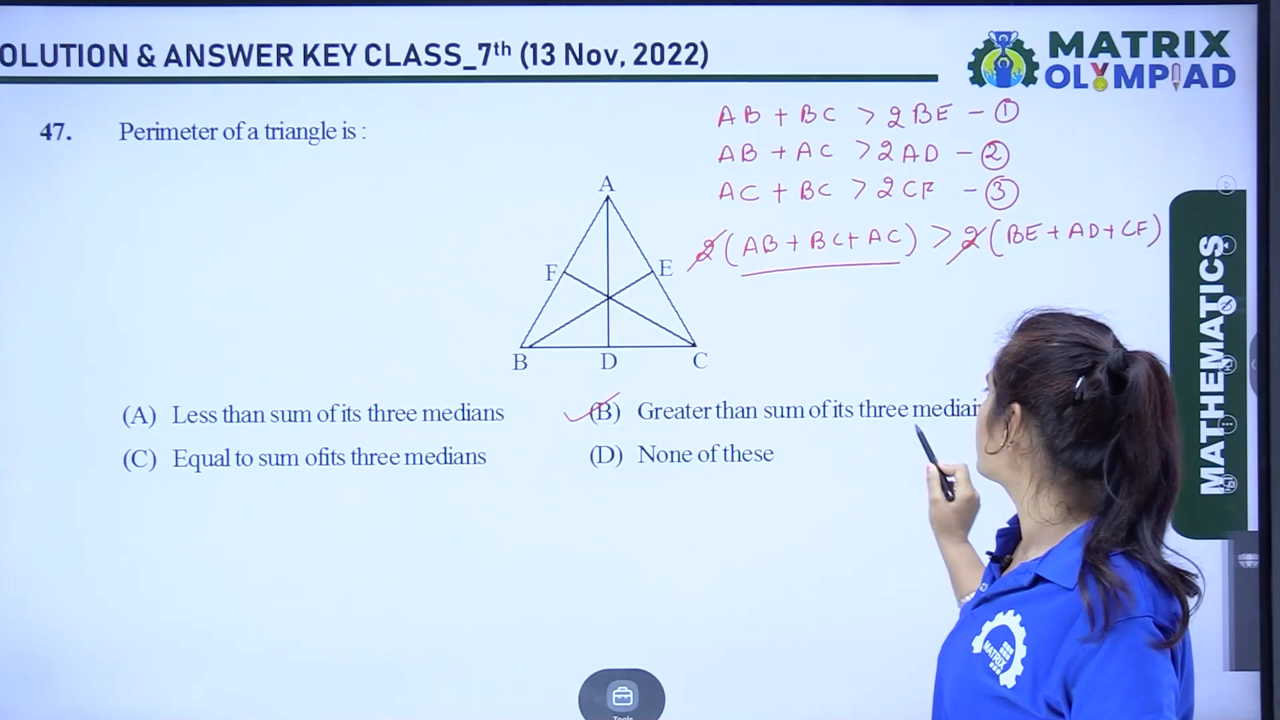 OLUTION & ANSWER KEY CLASS_7th (13 Nov, 2022)
MATRIX
OLYMPIAD
47. Perimeter of a triangle is :
AB + BC > 2BE - ①
AB + AC > 2AD - ②
AC + BC > 2CF - ③
2(AB + BC + AC) > 2(BE + AD + CF)
A
F
E
B
D
C
(A) Less than sum of its three medians
(B) Greater than sum of its three
(C) Equal to sum ofits three medians
(D) None of these
MATHEMATICS
MATRIX
Tools